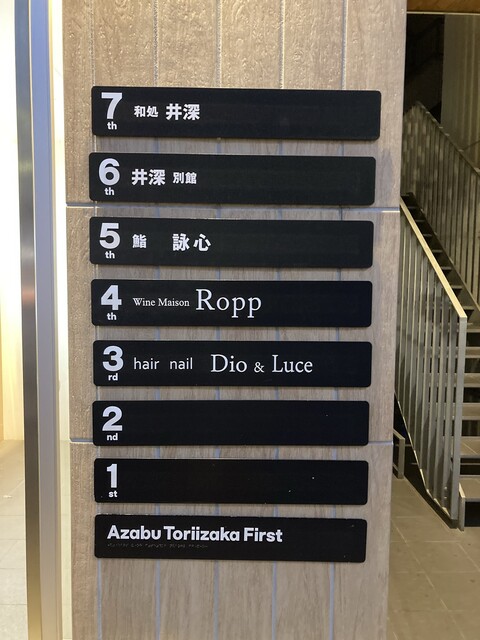 7th 和処 井深
6th 井深 別館
5th 鮨 詠心
4th Wine Maison Ropp
3rd hair nail Dio & Luce
2nd
1st
Azabu Toriizaka First